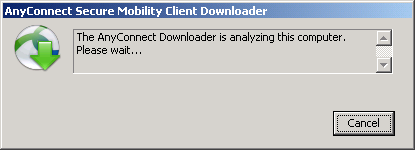 AnyConnect Secure Mobility Client Downloader
The AnyConnect Downloader is analyzing this computer.
Please wait...
Cancel